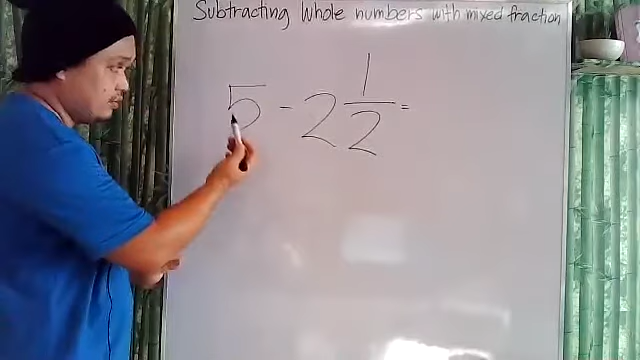 Subtracting Whole numbers with mixed fraction
5 - 2 1/2 =